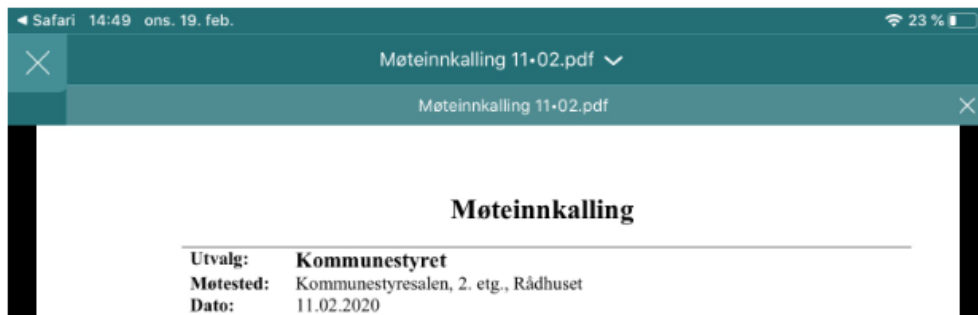 Safari 14:49 ons. 19. feb. 23 %
Møteinnkalling 11•02.pdf
Møteinnkalling 11•02.pdf
Møteinnkalling
Utvalg: Kommunestyret
Møtested: Kommunestyresalen, 2. etg., Rådhuset
Dato: 11.02.2020